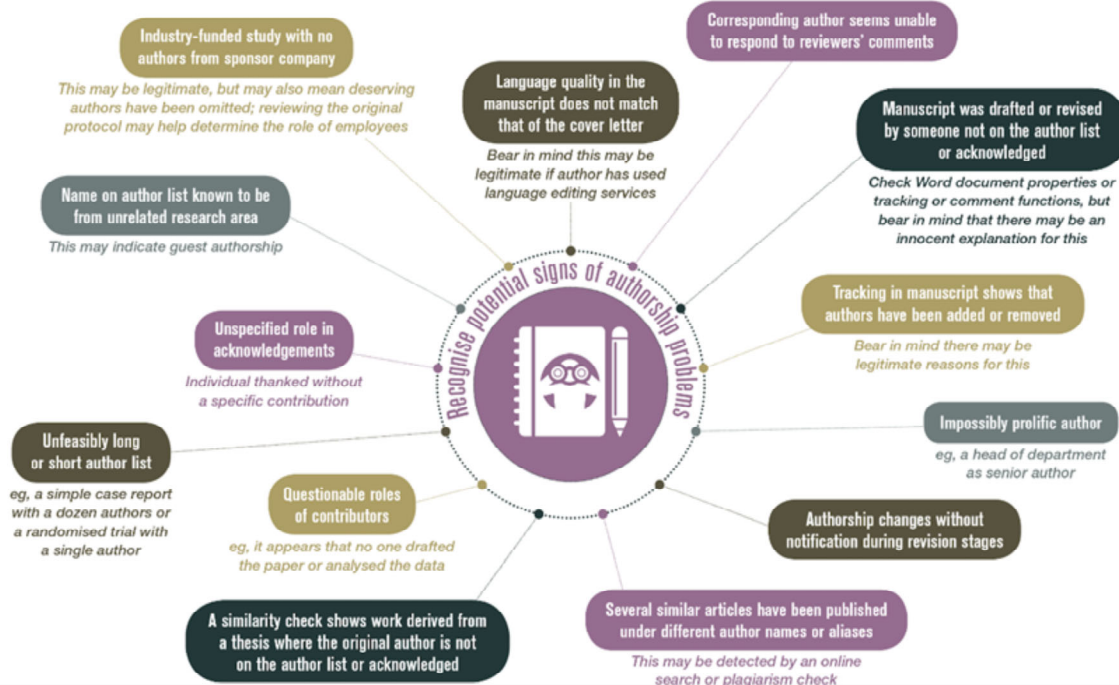 Industry-funded study with no
authors from sponsor company
This may be legitimate, but may also mean deserving
authors have been omitted; reviewing the original
protocol may help determine the role of employees
Language quality in the
manuscript does not match
that of the cover letter
Bear in mind this may be
legitimate if author has used
language editing services
Corresponding author seems unable
to respond to reviewers' comments
Manuscript was drafted or revised
by someone not on the author list
or acknowledged
Check Word document properties or
tracking or comment functions, but
bear in mind that there may be an
innocent explanation for this
Name on author list known to be
from unrelated research area
This may indicate guest authorship
Recognise potential signs of authorship problems
Tracking in manuscript shows that
authors have been added or removed
Bear in mind there may be
legitimate reasons for this
Unspecified role in
acknowledgements
Individual thanked without
a specific contribution
Impossibly prolific author
eg, a head of department
as senior author
Unfeasibly long
or short author list
eg, a simple case report
with a dozen authors or
a randomised trial with
a single author
Questionable roles
of contributors
eg, it appears that no one drafted
the paper or analysed the data
Authorship changes without
notification during revision stages
A similarity check shows work derived from
a thesis where the original author is not
on the author list or acknowledged
Several similar articles have been published
under different author names or aliases
This may be detected by an online
search or plagiarism check